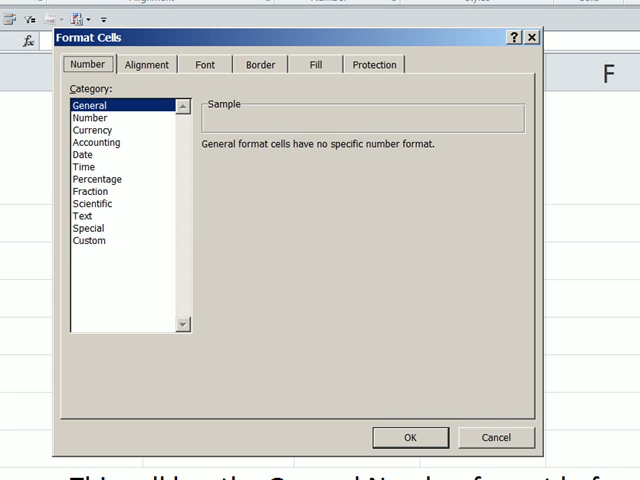 fx
Format Cells
Number Alignment Font Border Fill Protection
F
Category:
General
Number
Currency
Accounting
Date
Time
Percentage
Fraction
Scientific
Text
Special
Custom
Sample
General format cells have no specific number format.
OK Cancel